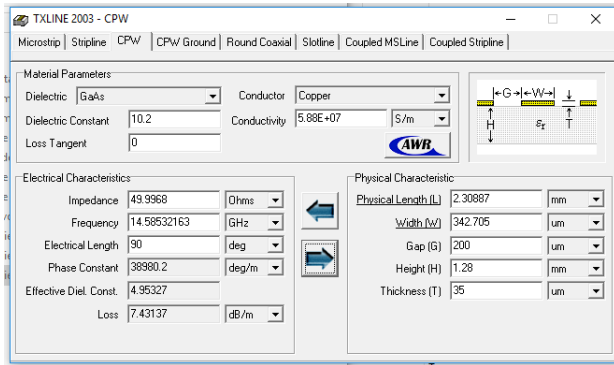 TXLINE 2003 - CPW
Microstrip Stripline CPW CPW Ground Round Coaxial Slotline Coupled MSLine Coupled Stripline
Material Parameters
Dielectric GaAs Conductor Copper
Dielectric Constant 10.2 Conductivity 5.88E+07 S/m
Loss Tangent 0 AWR
G W
H εr T
Electrical Characteristics
Impedance 49.9968 Ohms
Frequency 14.58532163 GHz
Electrical Length 90 deg
Phase Constant 38980.2 deg/m
Effective Diel. Const. 4.95327
Loss 7.43137 dB/m
Physical Characteristic
Physical Length (L) 2.30887 mm
Width (W) 342.705 um
Gap (G) 200 um
Height (H) 1.28 mm
Thickness (T) 35 um